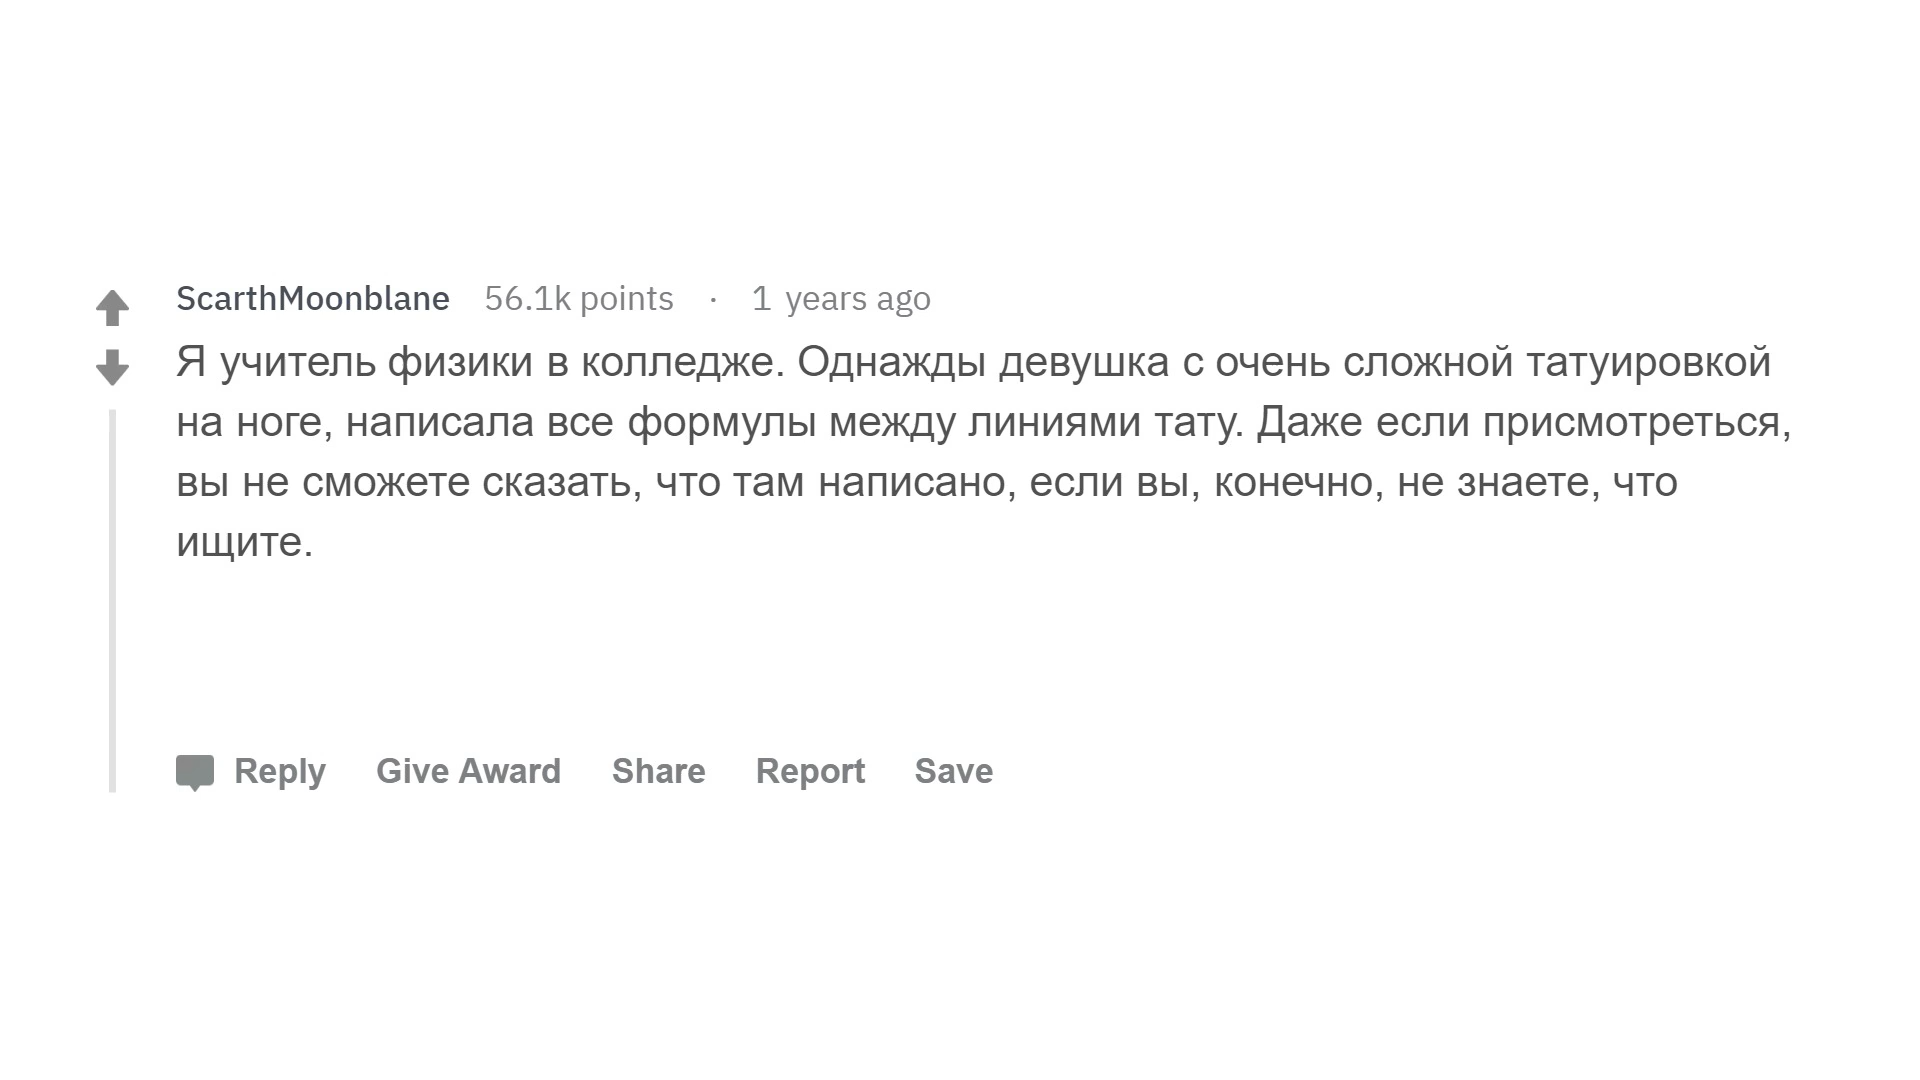 ScarthMoonblane 56.1k points · 1 years ago
Я учитель физики в колледже. Однажды девушка с очень сложной татуировкой
на ноге, написала все формулы между линиями тату. Даже если присмотреться,
вы не сможете сказать, что там написано, если вы, конечно, не знаете, что
ищите.
Reply Give Award Share Report Save